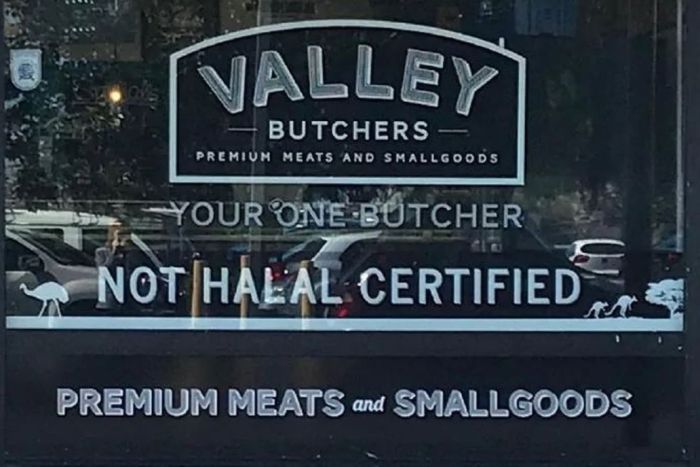 VALLEY
BUTCHERS
PREMIUM MEATS AND SMALLGOODS
YOUR ONE BUTCHER
NOT HALAL CERTIFIED
PREMIUM MEATS and SMALLGOODS